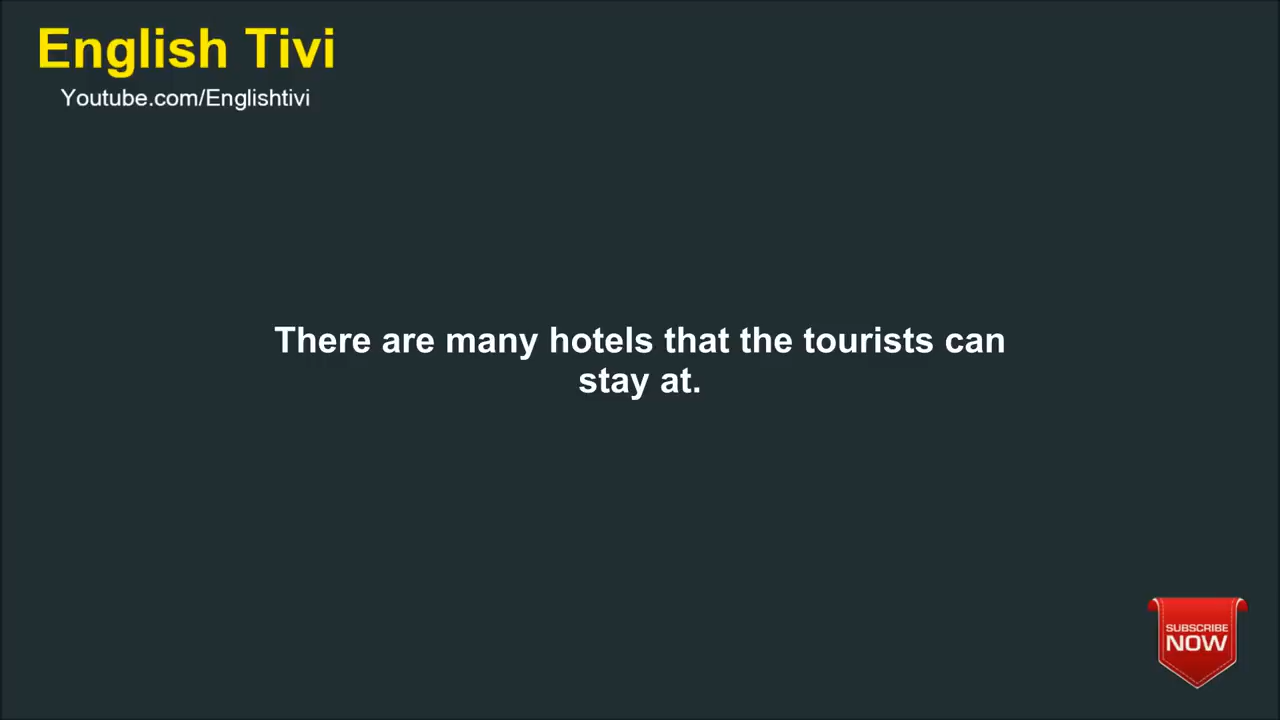 English Tivi
Youtube.com/Englishtivi
There are many hotels that the tourists can
stay at.
SUBSCRIBE
NOW